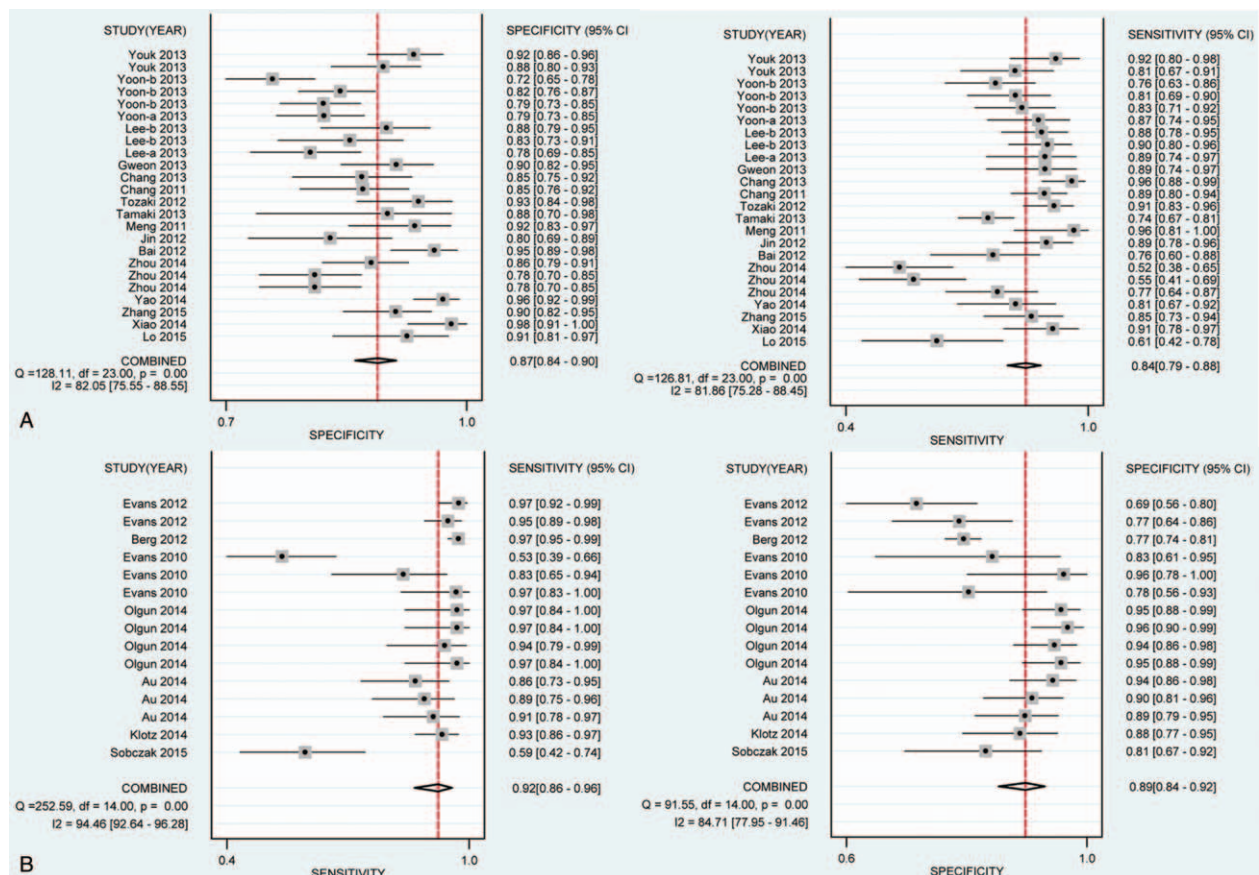 STUDY(YEAR) SPECIFICITY (95% CI
Youk 2013 0.92 [0.86 - 0.96]
Youk 2013 0.88 [0.80 - 0.93]
Yoon-b 2013 0.72 [0.65 - 0.78]
Yoon-b 2013 0.82 [0.76 - 0.87]
Yoon-b 2013 0.79 [0.73 - 0.85]
Yoon-a 2013 0.79 [0.73 - 0.85]
Lee-b 2013 0.88 [0.79 - 0.95]
Lee-b 2013 0.83 [0.73 - 0.91]
Lee-a 2013 0.78 [0.69 - 0.85]
Gweon 2013 0.90 [0.82 - 0.95]
Chang 2013 0.85 [0.75 - 0.92]
Chang 2011 0.85 [0.76 - 0.92]
Tozaki 2012 0.93 [0.84 - 0.98]
Tamaki 2013 0.88 [0.70 - 0.98]
Meng 2011 0.92 [0.83 - 0.97]
Jin 2012 0.80 [0.69 - 0.89]
Bai 2012 0.95 [0.89 - 0.98]
Zhou 2014 0.86 [0.79 - 0.91]
Zhou 2014 0.78 [0.70 - 0.85]
Zhou 2014 0.78 [0.70 - 0.85]
Yao 2014 0.96 [0.92 - 0.99]
Zhang 2015 0.90 [0.82 - 0.95]
Xiao 2014 0.98 [0.91 - 1.00]
Lo 2015 0.91 [0.81 - 0.97]
COMBINED 0.87[0.84 - 0.90]
Q =128.11, df = 23.00, p = 0.00
I2 = 82.05 [75.55 - 88.55]
0.7 1.0
A
SPECIFICITY
STUDY(YEAR) SENSITIVITY (95% CI)
Youk 2013 0.92 [0.80 - 0.98]
Youk 2013 0.81 [0.67 - 0.91]
Yoon-b 2013 0.76 [0.63 - 0.86]
Yoon-b 2013 0.81 [0.69 - 0.90]
Yoon-b 2013 0.83 [0.71 - 0.92]
Yoon-a 2013 0.87 [0.74 - 0.95]
Lee-b 2013 0.88 [0.78 - 0.95]
Lee-b 2013 0.90 [0.80 - 0.96]
Lee-a 2013 0.89 [0.74 - 0.97]
Gweon 2013 0.89 [0.74 - 0.97]
Chang 2013 0.96 [0.88 - 0.99]
Chang 2011 0.89 [0.80 - 0.94]
Tozaki 2012 0.91 [0.83 - 0.96]
Tamaki 2013 0.74 [0.67 - 0.81]
Meng 2011 0.96 [0.81 - 1.00]
Jin 2012 0.89 [0.78 - 0.96]
Bai 2012 0.76 [0.60 - 0.88]
Zhou 2014 0.52 [0.38 - 0.65]
Zhou 2014 0.55 [0.41 - 0.69]
Zhou 2014 0.77 [0.64 - 0.87]
Yao 2014 0.81 [0.67 - 0.92]
Zhang 2015 0.85 [0.73 - 0.94]
Xiao 2014 0.91 [0.78 - 0.97]
Lo 2015 0.61 [0.42 - 0.78]
COMBINED 0.84[0.79 - 0.88]
Q =126.81, df = 23.00, p = 0.00
I2 = 81.86 [75.28 - 88.45]
0.4 1.0
SENSITIVITY
STUDY(YEAR) SENSITIVITY (95% CI)
Evans 2012 0.97 [0.92 - 0.99]
Evans 2012 0.95 [0.89 - 0.98]
Berg 2012 0.97 [0.95 - 0.99]
Evans 2010 0.53 [0.39 - 0.66]
Evans 2010 0.83 [0.65 - 0.94]
Evans 2010 0.97 [0.83 - 1.00]
Olgun 2014 0.97 [0.84 - 1.00]
Olgun 2014 0.97 [0.84 - 1.00]
Olgun 2014 0.94 [0.79 - 0.99]
Olgun 2014 0.97 [0.84 - 1.00]
Au 2014 0.86 [0.73 - 0.95]
Au 2014 0.89 [0.75 - 0.96]
Au 2014 0.91 [0.78 - 0.97]
Klotz 2014 0.93 [0.86 - 0.97]
Sobczak 2015 0.59 [0.42 - 0.74]
COMBINED 0.92[0.86 - 0.96]
Q =252.59, df = 14.00, p = 0.00
I2 = 94.46 [92.64 - 96.28]
0.4 1.0
B
SENSITIVITY
STUDY(YEAR) SPECIFICITY (95% CI)
Evans 2012 0.69 [0.56 - 0.80]
Evans 2012 0.77 [0.64 - 0.86]
Berg 2012 0.77 [0.74 - 0.81]
Evans 2010 0.83 [0.61 - 0.95]
Evans 2010 0.96 [0.78 - 1.00]
Evans 2010 0.78 [0.56 - 0.93]
Olgun 2014 0.95 [0.88 - 0.99]
Olgun 2014 0.96 [0.90 - 0.99]
Olgun 2014 0.94 [0.86 - 0.98]
Olgun 2014 0.95 [0.88 - 0.99]
Au 2014 0.94 [0.86 - 0.98]
Au 2014 0.90 [0.81 - 0.96]
Au 2014 0.89 [0.79 - 0.95]
Klotz 2014 0.88 [0.77 - 0.95]
Sobczak 2015 0.81 [0.67 - 0.92]
COMBINED 0.89[0.84 - 0.92]
Q = 91.55, df = 14.00, p = 0.00
I2 = 84.71 [77.95 - 91.46]
0.6 1.0
SPECIFICITY